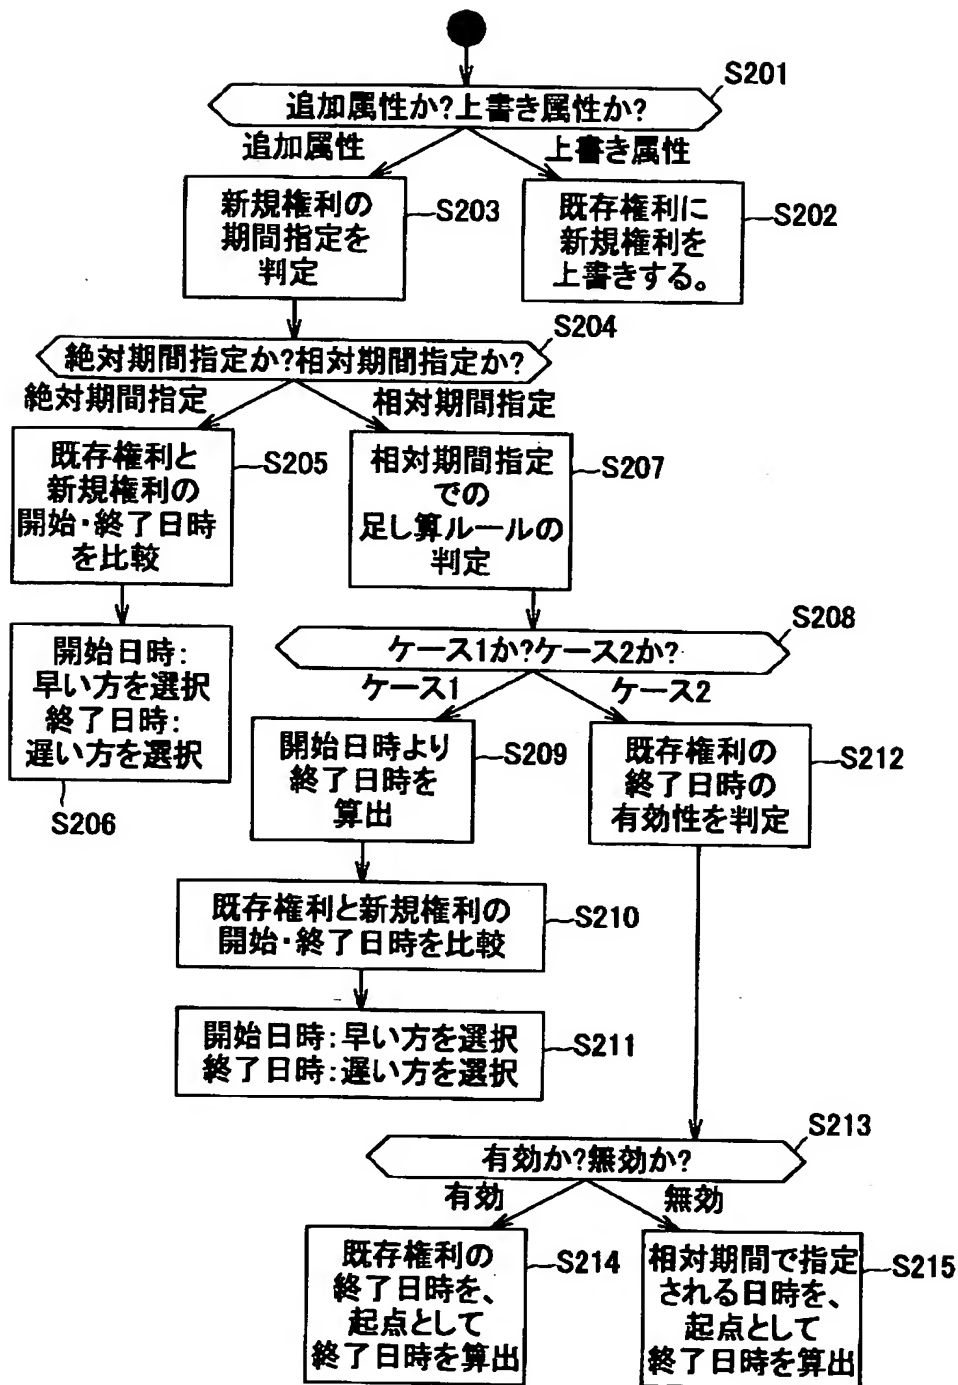 S201
追加属性か?上書き属性か?
追加属性
上書き属性
新規権利の
期間指定を
判定
S203
既存権利に
新規権利を
上書きする。
S202
S204
絶対期間指定か?相対期間指定か?
絶対期間指定
相対期間指定
既存権利と
新規権利の
開始・終了日時
を比較
S205
相対期間指定
での
足し算ルールの
判定
S207
開始日時:
早い方を選択
終了日時:
遅い方を選択
S206
S208
ケース1か?ケース2か?
ケース1
ケース2
開始日時より
終了日時を
算出
S209
既存権利の
終了日時の
有効性を判定
S212
既存権利と新規権利の
開始・終了日時を比較
S210
開始日時:早い方を選択
終了日時:遅い方を選択
S211
S213
有効か?無効か?
有効
無効
既存権利の
終了日時を、
起点として
終了日時を算出
S214
相対期間で指定
される日時を、
起点として
終了日時を算出
S215